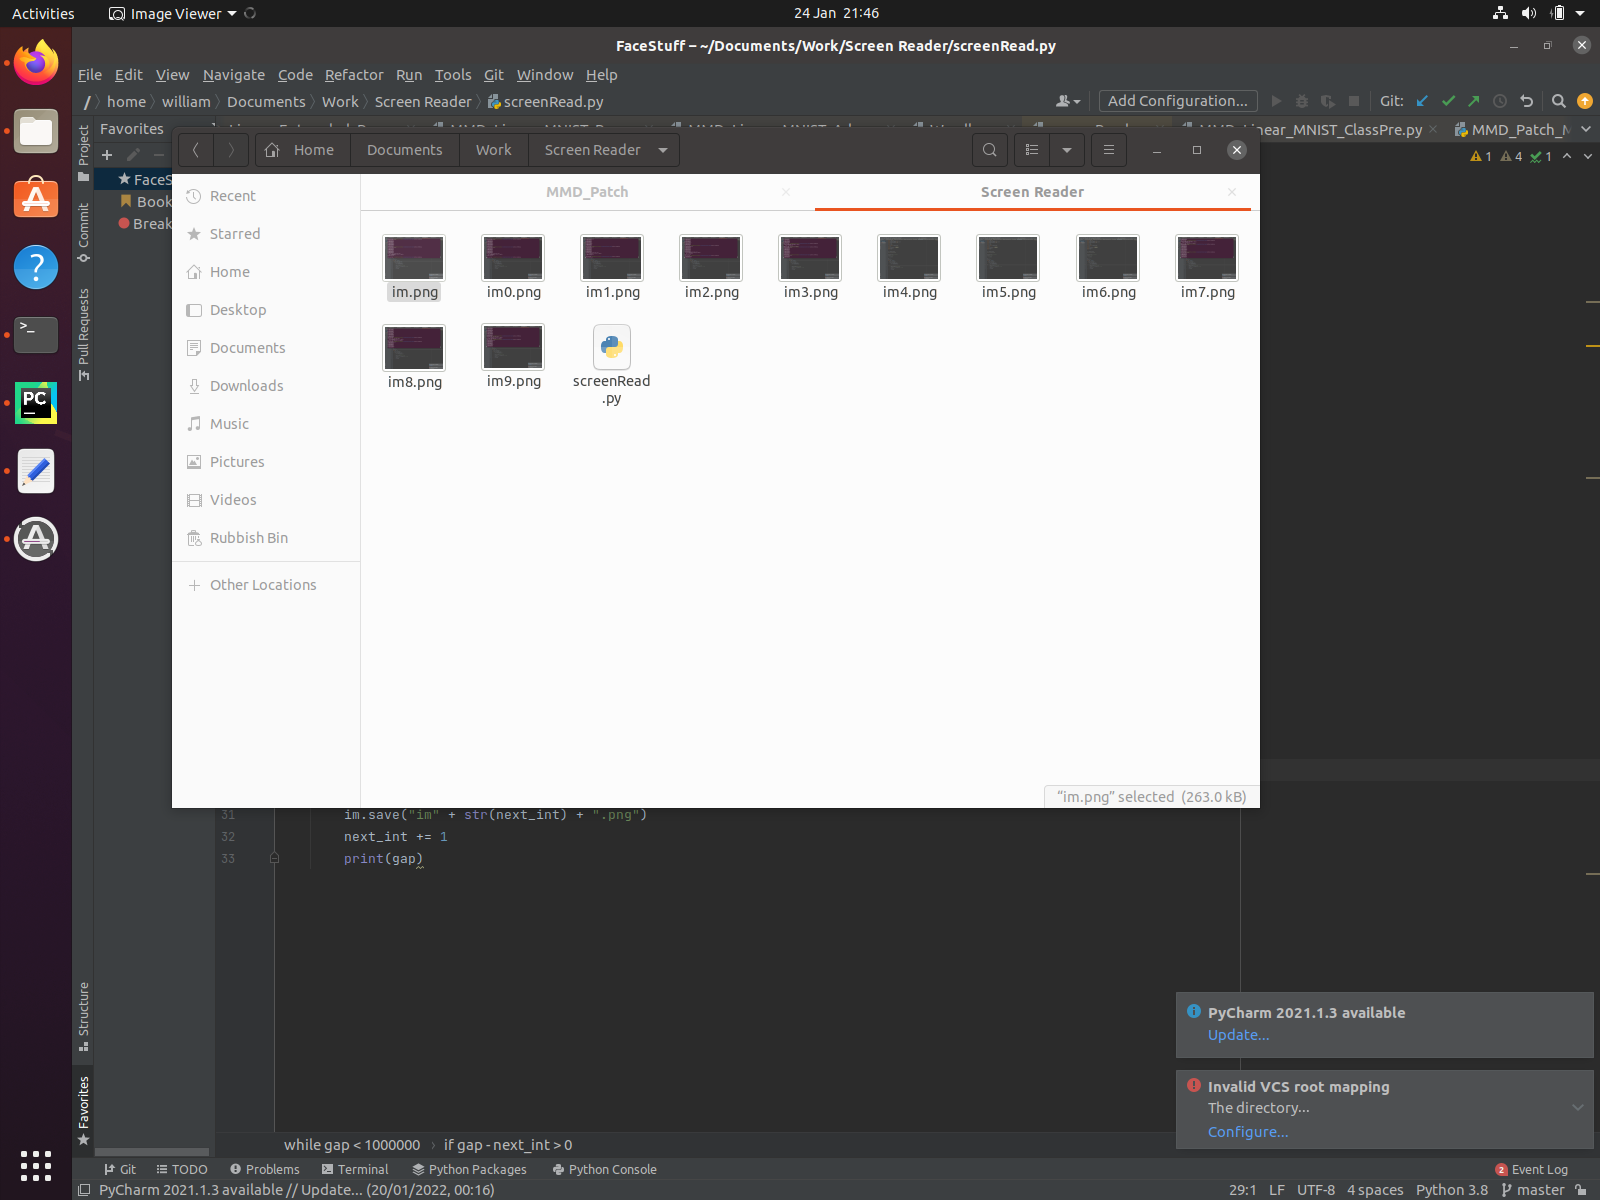 Activities
Image Viewer
24 Jan 21:46
FaceStuff – ~/Documents/Work/Screen Reader/screenRead.py
File Edit View Navigate Code Refactor Run Tools Git Window Help
/ home william Documents Work Screen Reader screenRead.py
Add Configuration...
Git:
Project
Commit
Pull Requests
Structure
Favorites
Favorites
FaceS
Book
Break
MMD_Linear_MNIST_ClassPre.py
MMD_Patch_M
1 4 1
Home Documents Work Screen Reader
MMD_Patch
Screen Reader
Recent
Starred
Home
Desktop
Documents
Downloads
Music
Pictures
Videos
Rubbish Bin
Other Locations
im.png im0.png im1.png im2.png im3.png im4.png im5.png im6.png im7.png
im8.png im9.png screenRead
.py
“im.png” selected (263.0 kB)
31 im.save("im" + str(next_int) + ".png")
32 next_int += 1
33 print(gap)
PyCharm 2021.1.3 available
Update...
Invalid VCS root mapping
The directory...
Configure...
while gap < 1000000 if gap - next_int > 0
Git TODO Problems Terminal Python Packages Python Console
2 Event Log
PyCharm 2021.1.3 available // Update... (20/01/2022, 00:16)
29:1 LF UTF-8 4 spaces Python 3.8 master